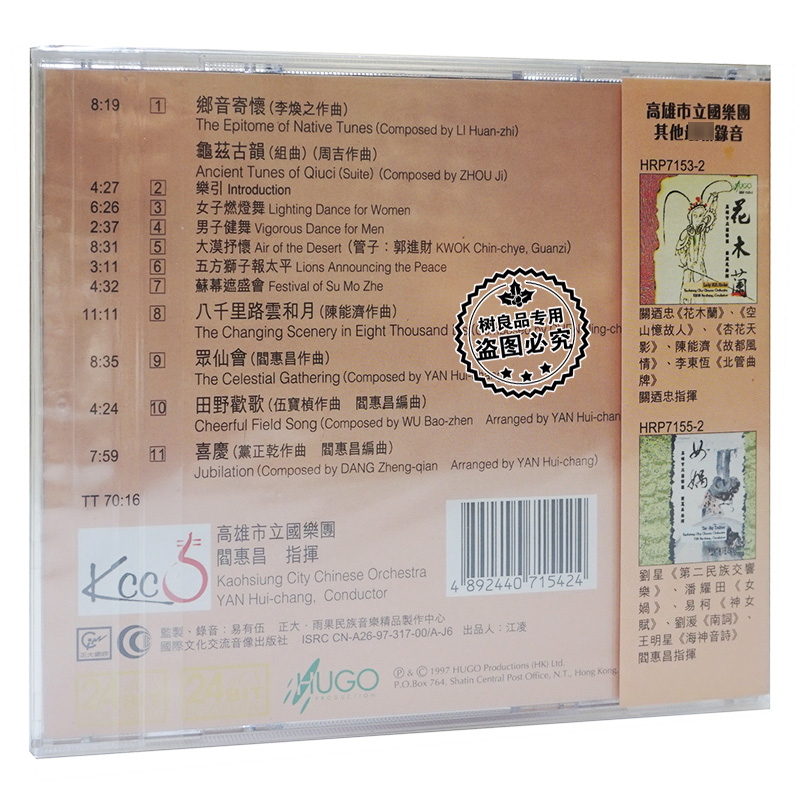 8:19 1 鄉音寄懷(李煥之作曲)
The Epitome of Native Tunes (Composed by LI Huan-zhi)
龜茲古韻(組曲)(周吉作曲)
Ancient Tunes of Qiuci (Suite) (Composed by ZHOU Ji)
4:27 2 樂引 Introduction
6:26 3 女子燃燈舞 Lighting Dance for Women
2:37 4 男子健舞 Vigorous Dance for Men
8:31 5 大漠抒懷 Air of the Desert (管子:郭進財 KWOK Chin-chye, Guanzi)
3:11 6 五方獅子報太平 Lions Announcing the Peace
4:32 7 蘇幕遮盛會 Festival of Su Mo Zhe
11:11 8 八千里路雲和月(陳能濟作曲)
The Changing Scenery in Eight Thousand
8:35 9 眾仙會(閻惠昌作曲)
The Celestial Gathering (Composed by YAN Hui-
4:24 10 田野歡歌(伍寶楨作曲 閻惠昌編曲)
Cheerful Field Song (Composed by WU Bao-zhen Arranged by YAN Hui-chang
7:59 11 喜慶(黨正乾作曲 閻惠昌編曲)
Jubilation (Composed by DANG Zheng-qian Arranged by YAN Hui-chang)
TT 70:16
树良品专用
盗图必究
KCC
高雄市立國樂團
閻惠昌 指揮
Kaohsiung City Chinese Orchestra
YAN Hui-chang, Conductor
4 892440 715424
監製、錄音:易有伍 正大·雨果民族音樂精品製作中心
國際文化交流音像出版社 ISRC CN-A26-97-317-00/A-J6 出品人:江凌
24 BIT
HUGO
PRODUCTION
℗ & © 1997 HUGO Productions (HK) Ltd.
P.O.Box 764, Shatin Central Post Office, N.T., Hong Kong.
高雄市立國樂團
其他 錄音
HRP7153-2
HUGO
花木蘭
關迺忠《花木蘭》、《空
山憶故人》、《杏花天
影》、陳能濟《故都風
情》、李東恆《北管曲
牌》
關迺忠指揮
HRP7155-2
女媧
劉星《第二民族交響
樂》、潘耀田《女
媧》、易柯《神女
賦》、劉湲《南詞》、
王明星《海神音詩》
閻惠昌指揮